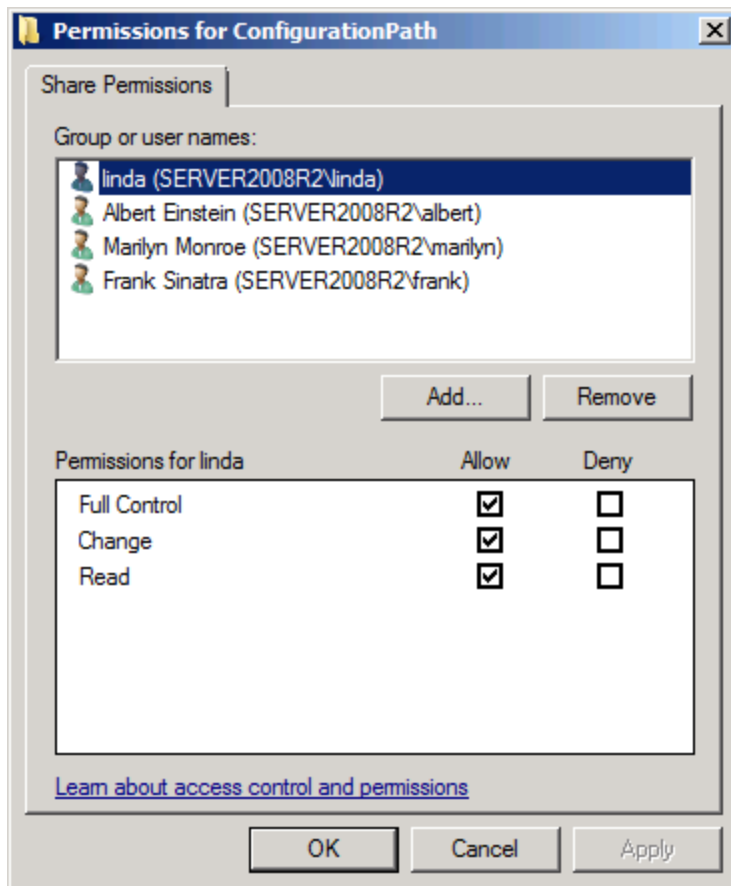 Permissions for ConfigurationPath
Share Permissions
Group or user names:
linda (SERVER2008R2\linda)
Albert Einstein (SERVER2008R2\albert)
Marilyn Monroe (SERVER2008R2\marilyn)
Frank Sinatra (SERVER2008R2\frank)
Add... Remove
Permissions for linda Allow Deny
Full Control
Change
Read
Learn about access control and permissions
OK Cancel Apply